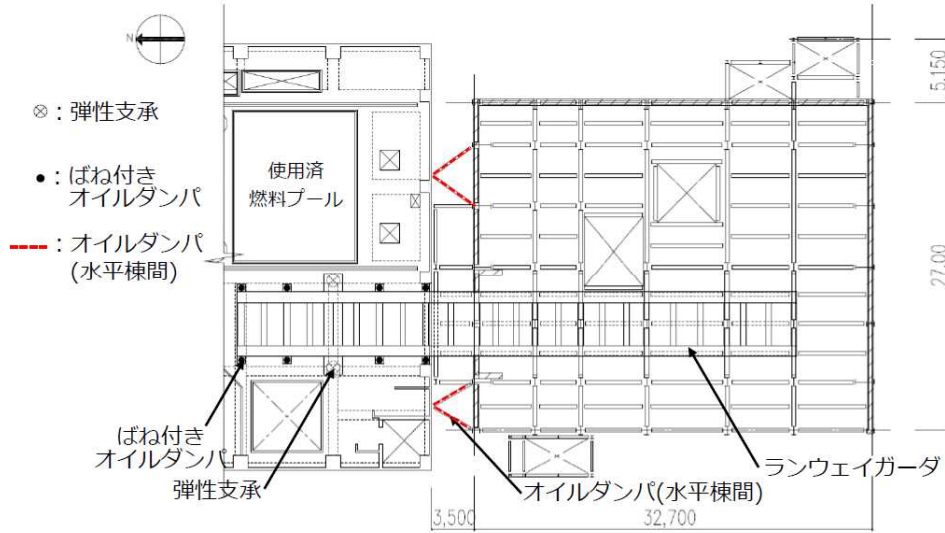 N
⊗：弾性支承
●：ばね付き
オイルダンパ
----：オイルダンパ
(水平棟間)
使用済
燃料プール
5,150
27,00
ばね付き
オイルダンパ
弾性支承
オイルダンパ(水平棟間)
ランウェイガーダ
3,500
32,700